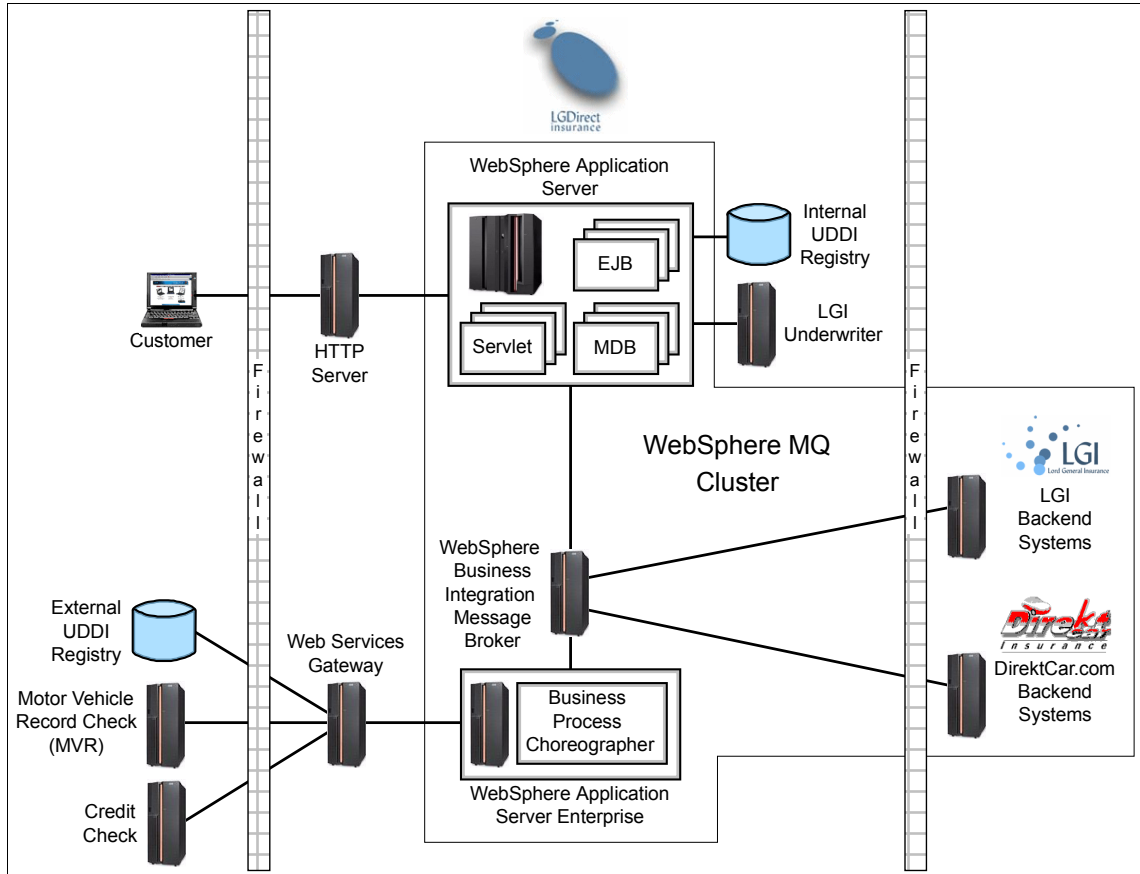 LGDirect
insurance
WebSphere Application
Server
EJB
Servlet
MDB
Internal
UDDI
Registry
LGI
Underwriter
Customer
HTTP
Server
F
i
r
e
w
a
l
l
F
i
r
e
w
a
l
l
WebSphere MQ
Cluster
LGI
Lord General Insurance
LGI
Backend
Systems
WebSphere
Business
Integration
Message
Broker
External
UDDI
Registry
Web Services
Gateway
Direkt
car
Insurance
DirektCar.com
Backend
Systems
Motor Vehicle
Record Check
(MVR)
Business
Process
Choreographer
WebSphere Application
Server Enterprise
Credit
Check